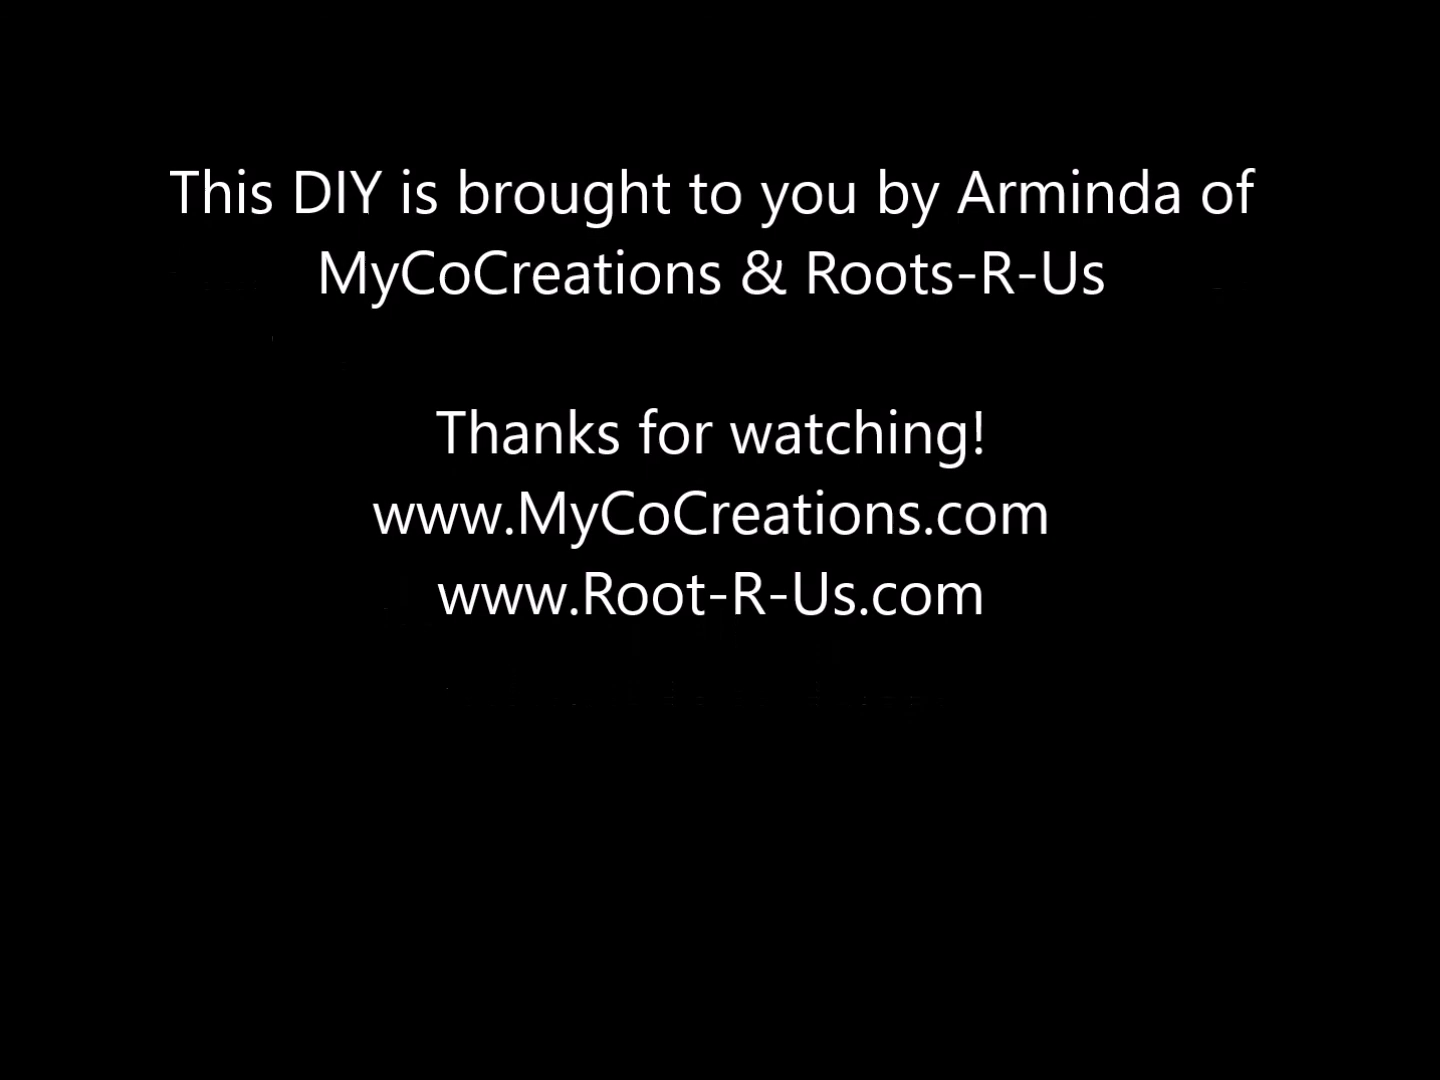 This DIY is brought to you by Arminda of
MyCoCreations & Roots-R-Us
Thanks for watching!
www.MyCoCreations.com
www.Root-R-Us.com